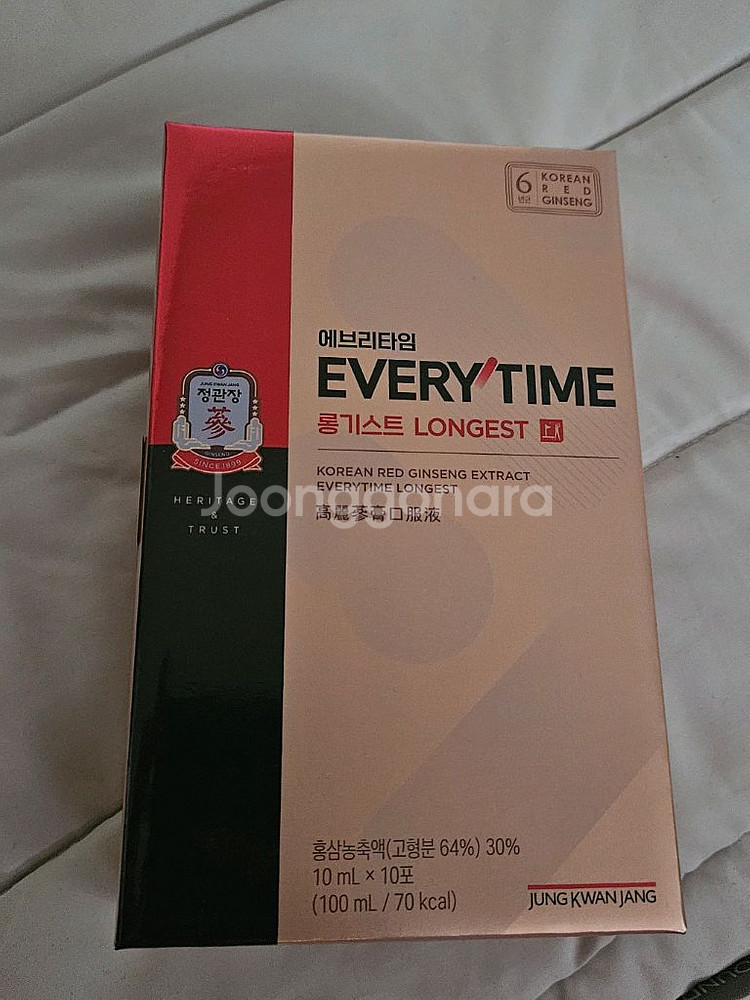 6
년근
KOREAN
RED
GINSENG
에브리타임
EVERYTIME
롱기스트 LONGEST
KOREAN RED GINSENG EXTRACT
EVERYTIME LONGEST
高麗蔘膏口服液
JUNG KWAN JANG
정관장
蔘
GINSENG
SINCE 1899
HERITAGE
&
TRUST
Joonggonara
홍삼농축액(고형분 64%) 30%
10 mL × 10포
(100 mL / 70 kcal)
JUNG KWAN JANG